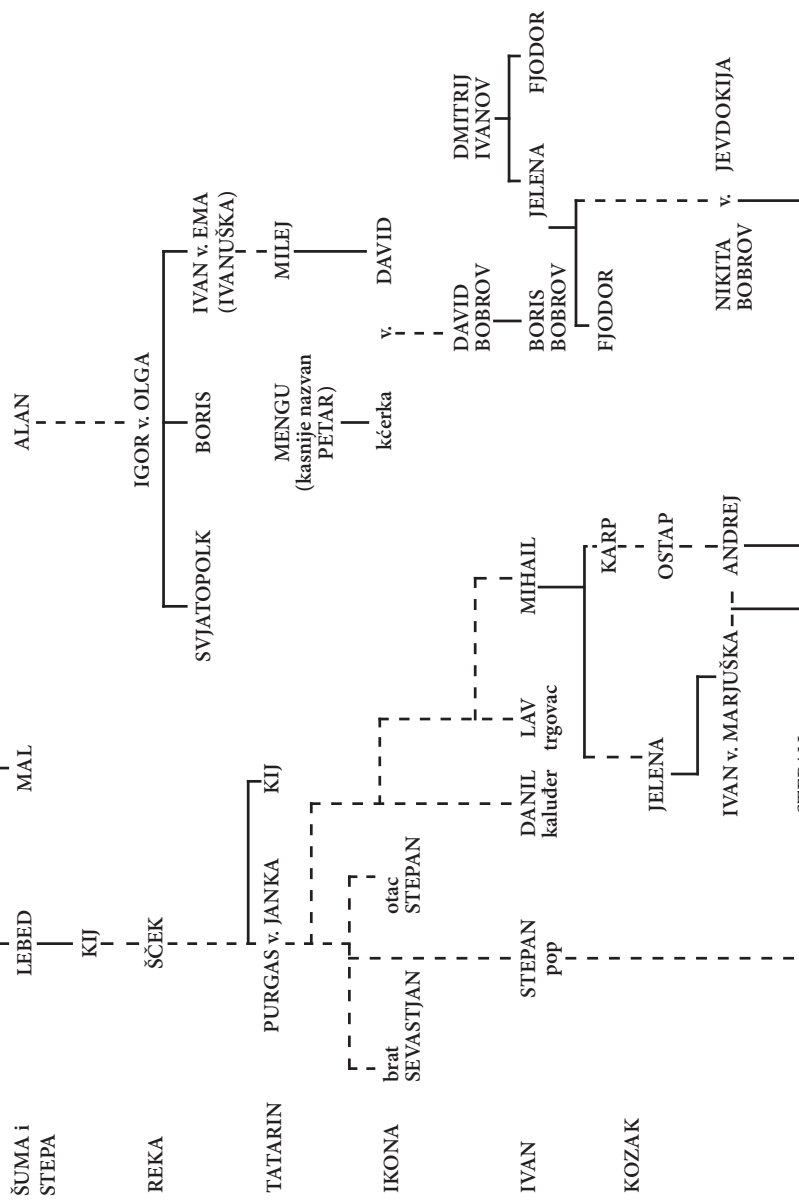 ŠUMA i
STEPA
LEBED
MAL
ALAN
KIJ
IGOR v. OLGA
REKA
ŠČEK
SVJATOPOLK
BORIS
IVAN v. EMA
(IVANUŠKA)
TATARIN
PURGAS v. JANKA
KIJ
MENGU
(kasnije nazvan
PETAR)
MILEJ
IKONA
brat
SEVASTJAN
otac
STEPAN
kćerka
v.
DAVID
DAVID
BOBROV
DMITRIJ
IVANOV
IVAN
STEPAN
pop
DANIL
kaluđer
LAV
trgovac
MIHAIL
BORIS
BOBROV
JELENA
FJODOR
KARP
FJODOR
KOZAK
JELENA
OSTAP
IVAN v. MARJUŠKA
ANDREJ
NIKITA
BOBROV
v.
JEVDOKIJA